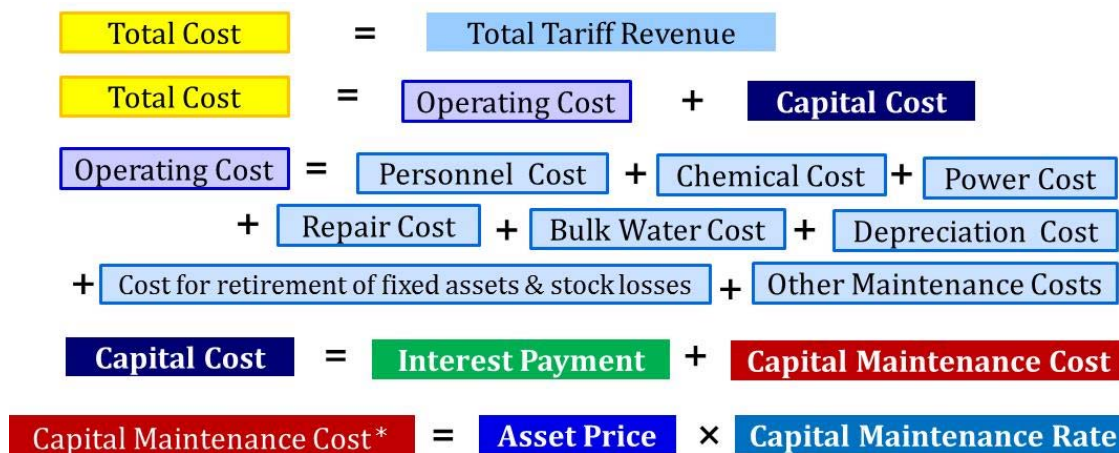 Total Cost = Total Tariff Revenue
Total Cost = Operating Cost + Capital Cost
Operating Cost = Personnel Cost + Chemical Cost + Power Cost
+ Repair Cost + Bulk Water Cost + Depreciation Cost
+ Cost for retirement of fixed assets & stock losses + Other Maintenance Costs
Capital Cost = Interest Payment + Capital Maintenance Cost
Capital Maintenance Cost* = Asset Price × Capital Maintenance Rate